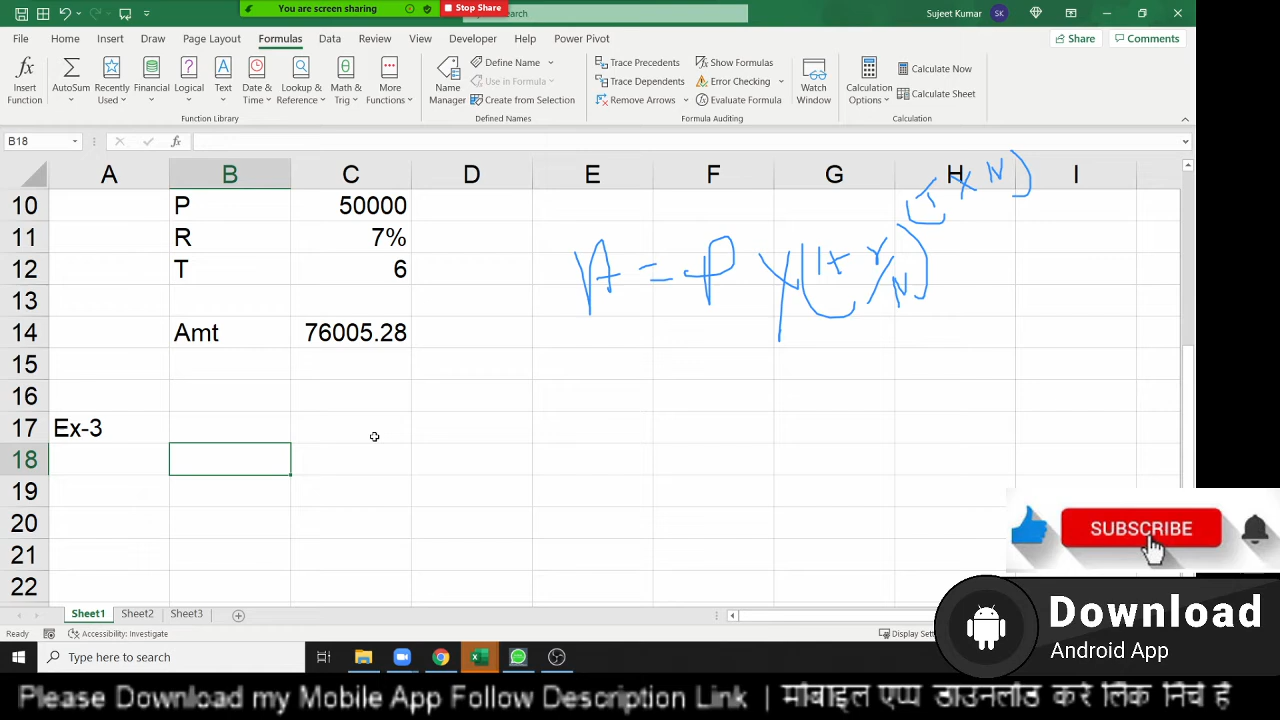 You are screen sharing
Stop Share
Search
Sujeet Kumar
SK
File Home Insert Draw Page Layout Formulas Data Review View Developer Help Power Pivot
Share
Comments
Insert Function
AutoSum
Recently Used
Financial
Logical
Text
Date & Time
Lookup & Reference
Math & Trig
More Functions
Function Library
Name Manager
Define Name
Use in Formula
Create from Selection
Defined Names
Trace Precedents
Trace Dependents
Remove Arrows
Show Formulas
Error Checking
Evaluate Formula
Formula Auditing
Watch Window
Calculation Options
Calculate Now
Calculate Sheet
Calculation
B18
fx
A B C D E F G H I
10 P 50000
11 R 7%
12 T 6
13
14 Amt 76005.28
15
16
17 Ex-3
18
19
20
21
22
A = P x (1+ r/N) (T x N)
SUBSCRIBE
Download
Android App
Sheet1 Sheet2 Sheet3
Ready
Accessibility: Investigate
Display Settings
Type here to search
Please Download my Mobile App Follow Description Link | मोबाइल एप्प डाउनलोड करे लिंक निचे है